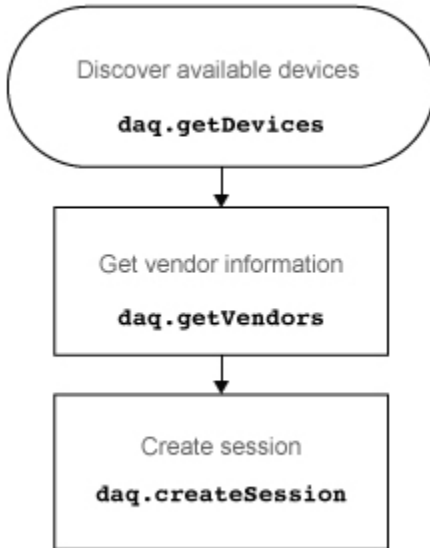 Discover available devices
daq.getDevices
Get vendor information
daq.getVendors
Create session
daq.createSession